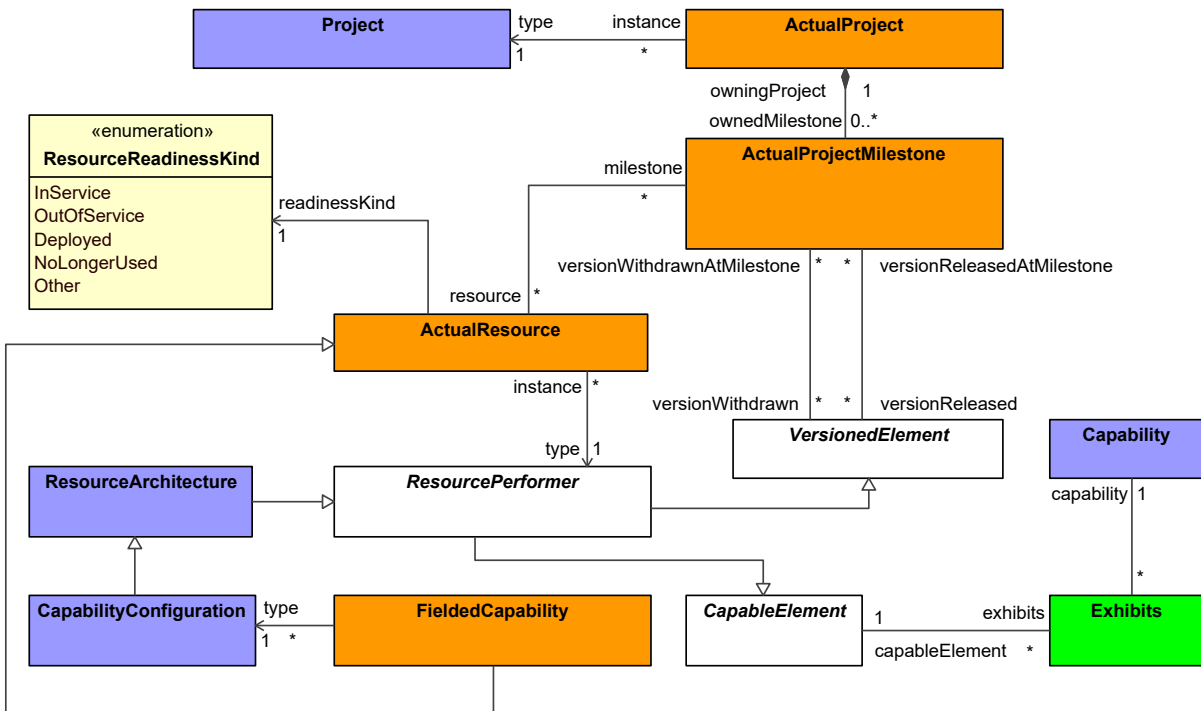 Project
type
instance
1
*
ActualProject
owningProject
1
ownedMilestone
0..*
«enumeration»
ResourceReadinessKind
InService
OutOfService
Deployed
NoLongerUsed
Other
readinessKind
1
milestone
*
ActualProjectMilestone
versionWithdrawnAtMilestone
*
*
versionReleasedAtMilestone
resource
*
ActualResource
instance
*
versionWithdrawn
*
*
versionReleased
type
1
VersionedElement
Capability
ResourceArchitecture
ResourcePerformer
capability
1
*
CapabilityConfiguration
type
1
*
FieldedCapability
CapableElement
1
exhibits
capableElement
*
Exhibits